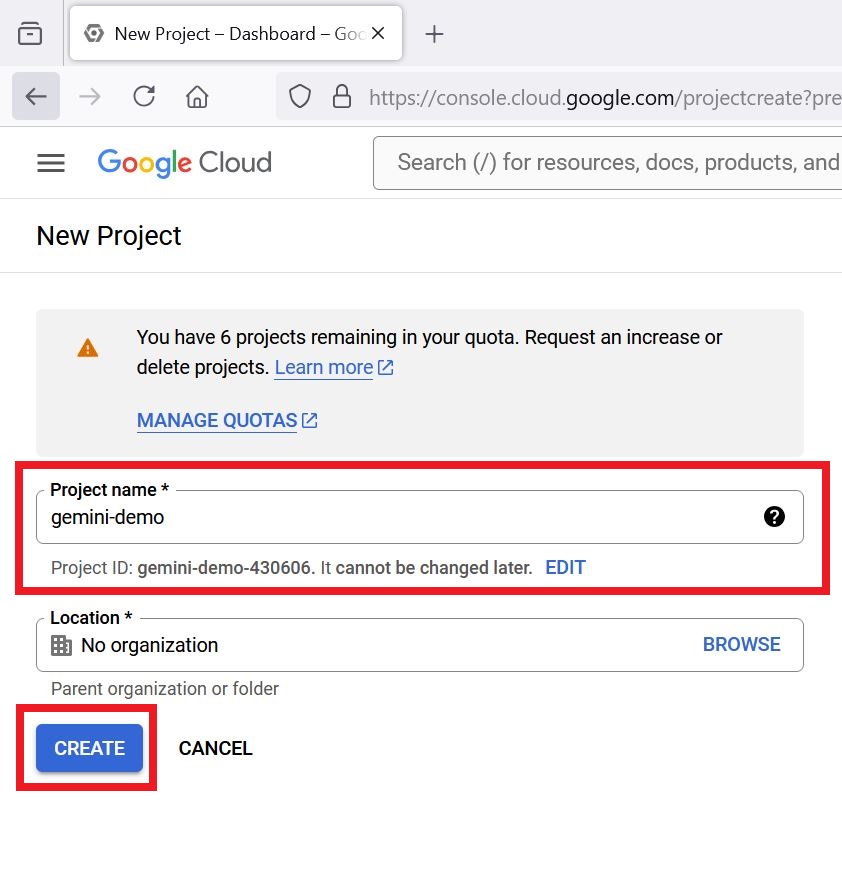 New Project – Dashboard – Goo
https://console.cloud.google.com/projectcreate?pre
Google Cloud
Search (/) for resources, docs, products, and
New Project
You have 6 projects remaining in your quota. Request an increase or
delete projects. Learn more
MANAGE QUOTAS
Project name *
gemini-demo
Project ID: gemini-demo-430606. It cannot be changed later. EDIT
Location *
No organization
BROWSE
Parent organization or folder
CREATE
CANCEL